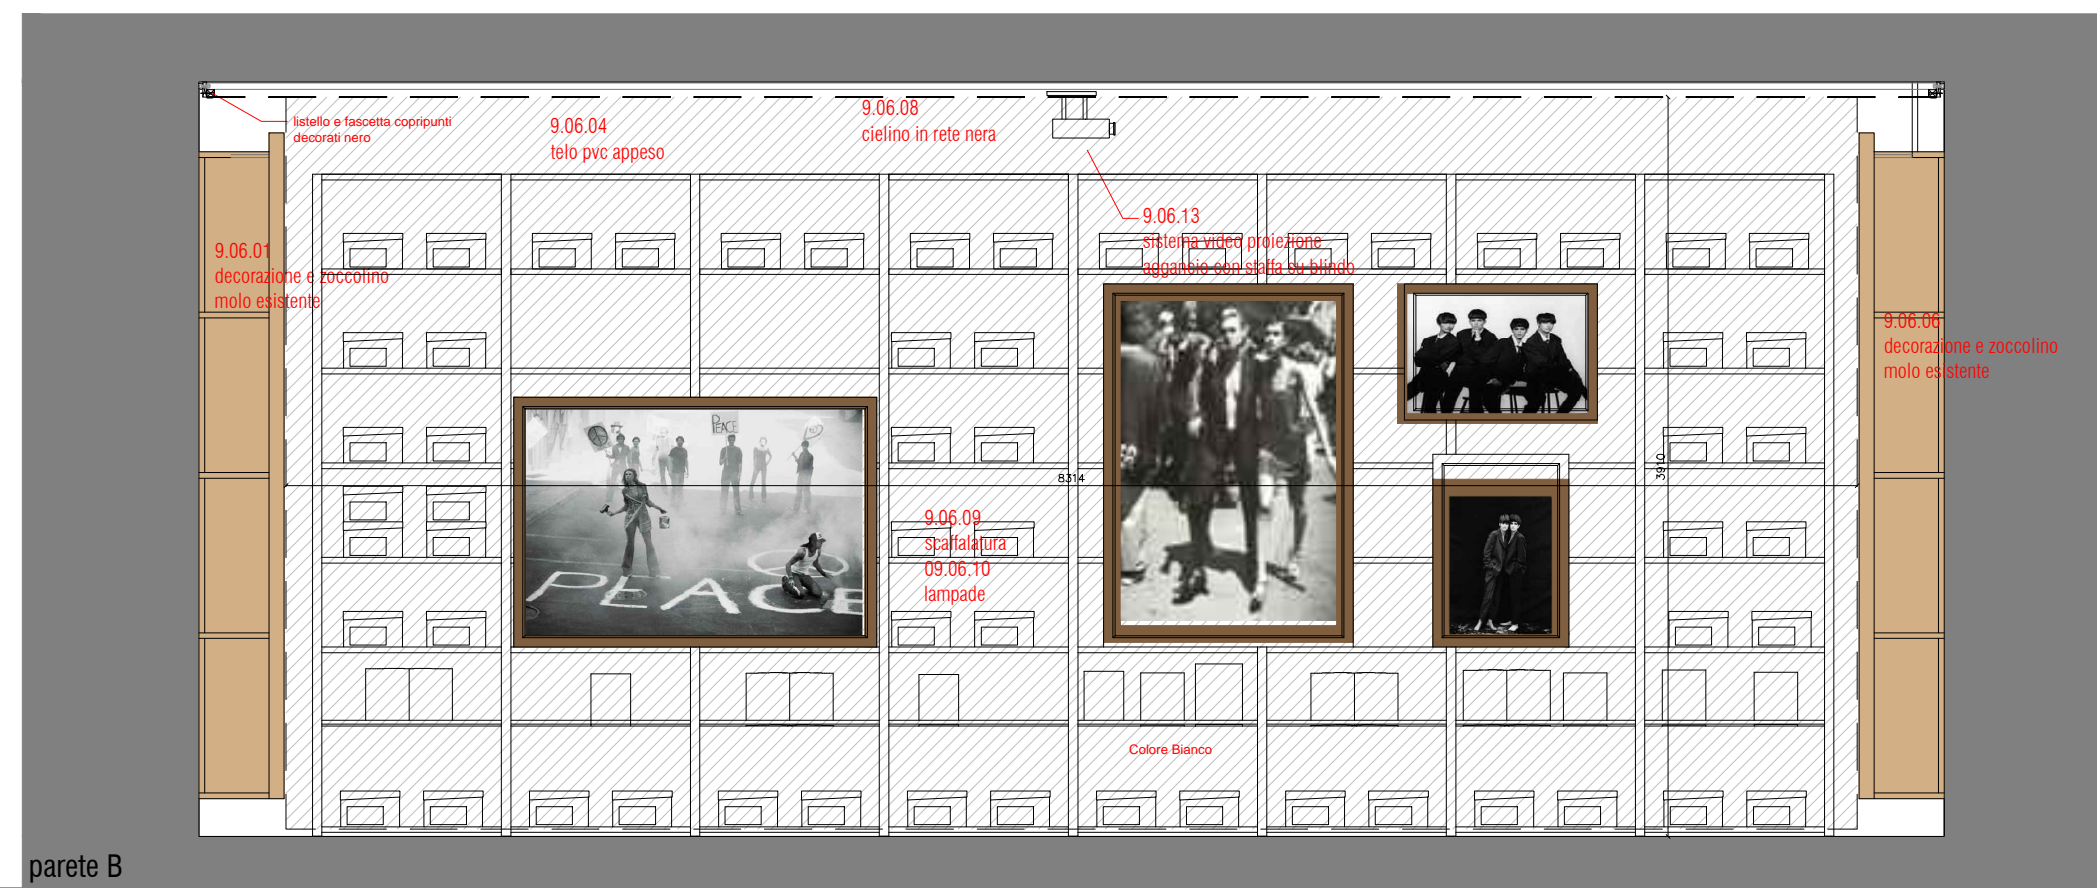 listello e fascetta copripunti
decorati nero
9.06.04
telo pvc appeso
9.06.08
cielino in rete nera
9.06.13
sistema video proiezione
aggancio con staffa su blindo
9.06.01
decorazione e zoccolino
molo esistente
9.06.06
decorazione e zoccolino
molo esistente
PEACE
8314
3910
9.06.09
scaffalatura
09.06.10
lampade
PEACE
Colore Bianco
parete B